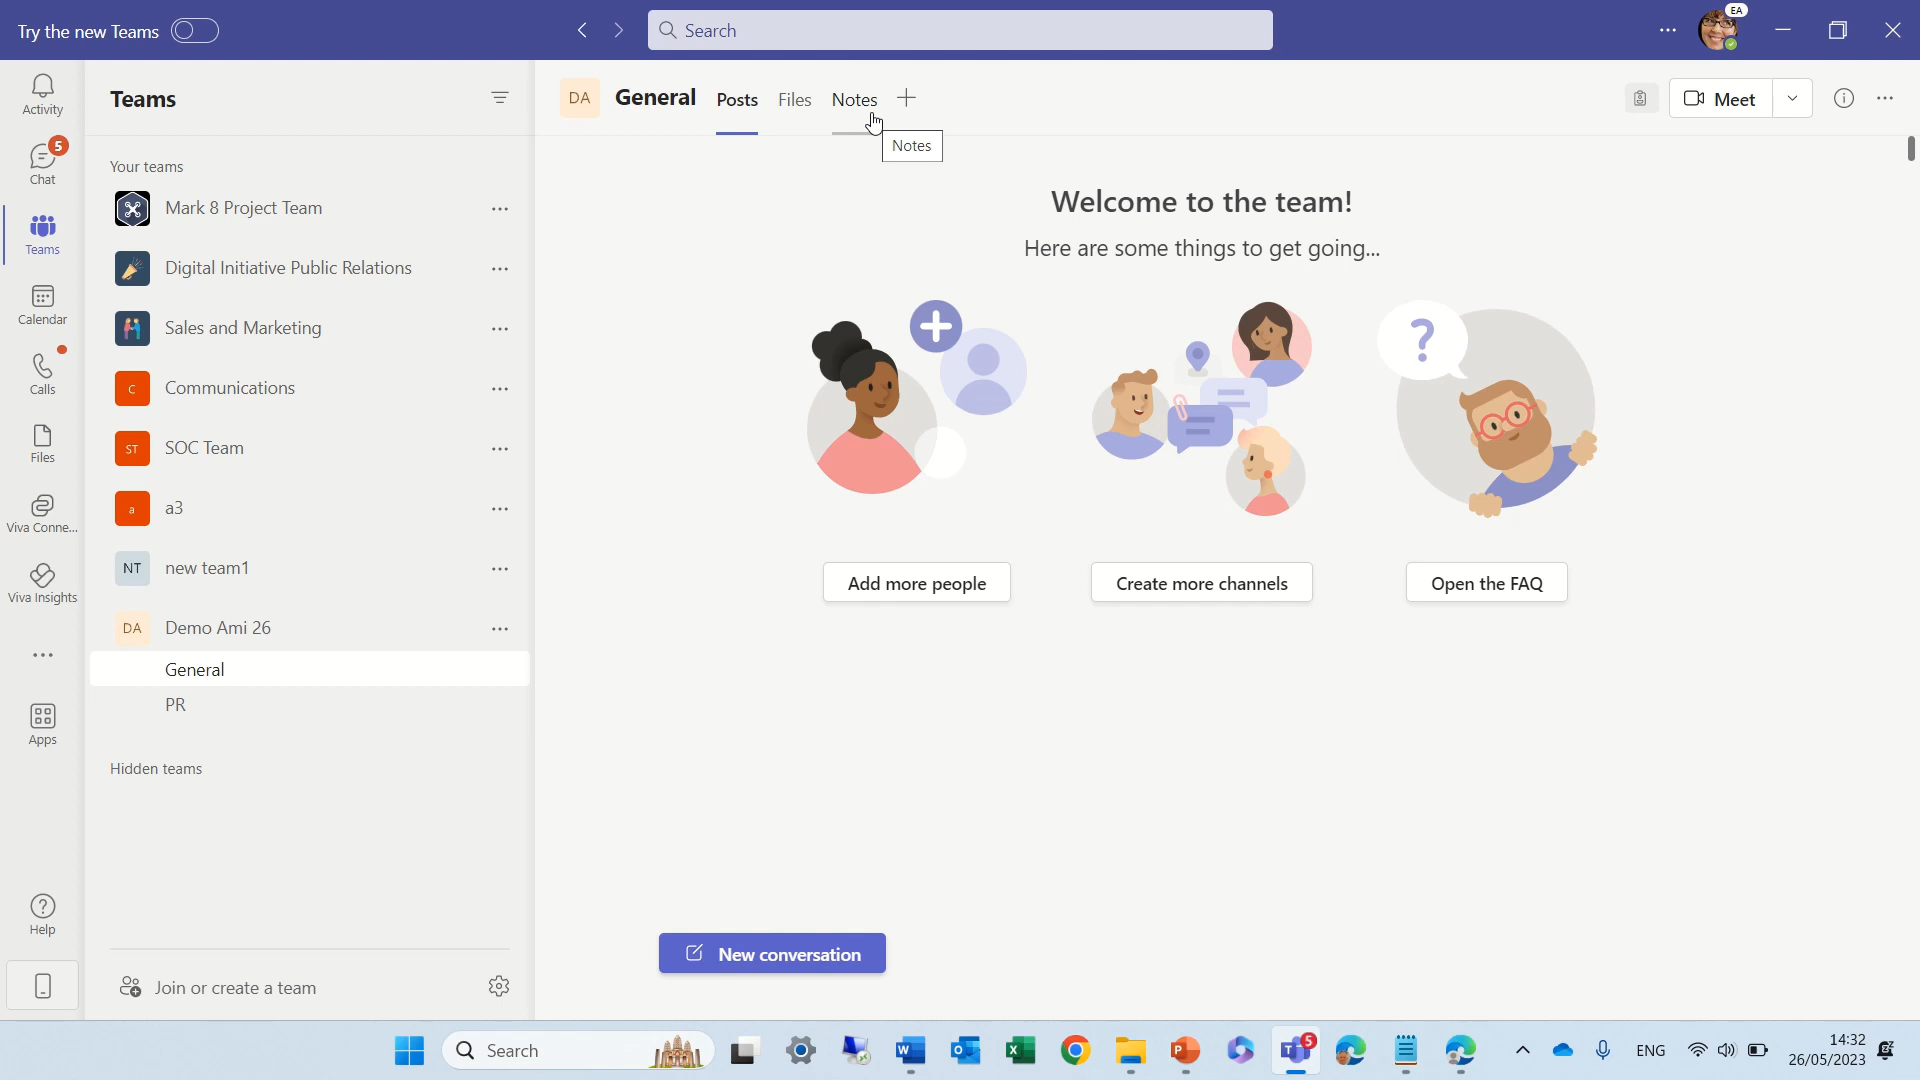 Try the new Teams
Search
EA
Activity
5
Chat
Teams
Calendar
Calls
Files
Viva Conne...
Viva Insights
Apps
Help
Teams
Your teams
Mark 8 Project Team
Digital Initiative Public Relations
Sales and Marketing
C Communications
ST SOC Team
a a3
NT new team1
DA Demo Ami 26
General
PR
Hidden teams
Join or create a team
DA General Posts Files Notes
Meet
Notes
Welcome to the team!
Here are some things to get going...
?
Add more people
Create more channels
Open the FAQ
New conversation
Search
5
ENG
14:32
26/05/2023